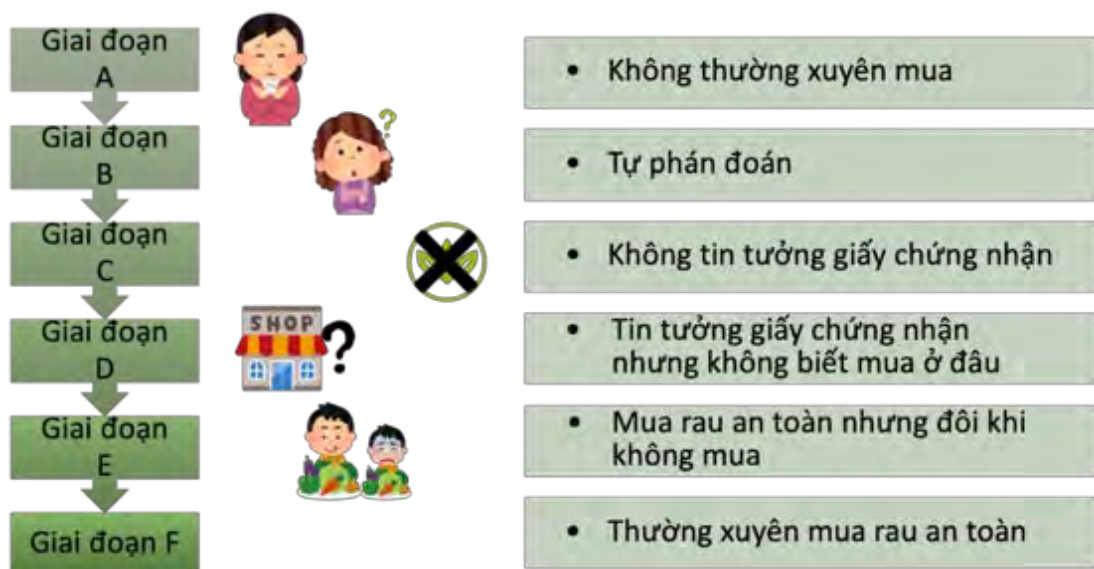 Giai đoạn
A
• Không thường xuyên mua
Giai đoạn
B
?
• Tự phán đoán
Giai đoạn
C
• Không tin tưởng giấy chứng nhận
Giai đoạn
D
SHOP
?
• Tin tưởng giấy chứng nhận
nhưng không biết mua ở đâu
Giai đoạn
E
• Mua rau an toàn nhưng đôi khi
không mua
Giai đoạn F
• Thường xuyên mua rau an toàn